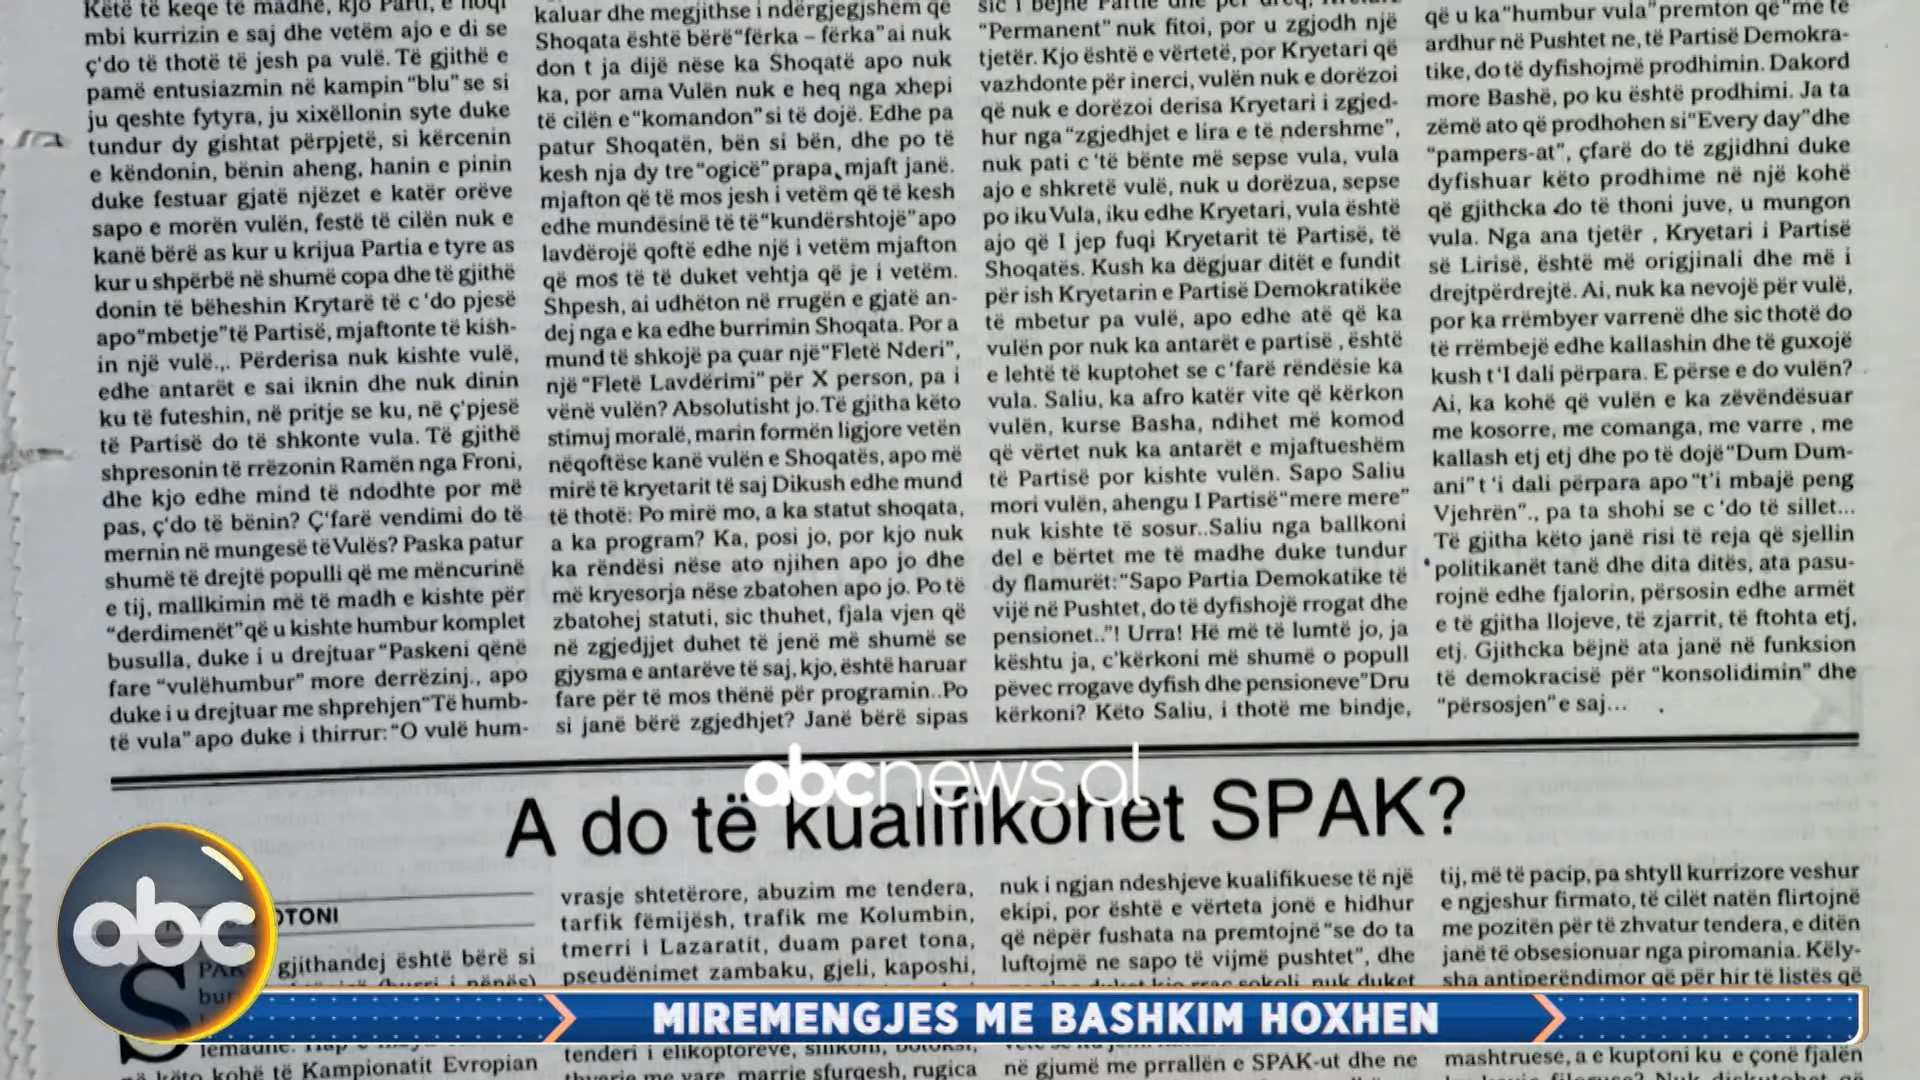 Këtë të keqe të madhe, kjo Parti, e hoqi
mbi kurrizin e saj dhe vetëm ajo e di se
ç‘do të thotë të jesh pa vulë. Të gjithë e
pamë entusiazmin në kampin “blu” se si
ju qeshte fytyra, ju xixëllonin syte duke
tundur dy gishtat përpjetë, si kërcenin
e këndonin, bënin aheng, hanin e pinin
duke festuar gjatë njëzet e katër orëve
sapo e morën vulën, festë të cilën nuk e
kanë bërë as kur u krijua Partia e tyre as
kur u shpërbë në shumë copa dhe të gjithë
donin të bëheshin Krytarë të c ‘do pjesë
apo “mbetje” të Partisë, mjaftonte të kish-
in një vulë.,. Përderisa nuk kishte vulë,
edhe antarët e sai iknin dhe nuk dinin
ku të futeshin, në pritje se ku, në ç‘pjesë
të Partisë do të shkonte vula. Të gjithë
shpresonin të rrëzonin Ramën nga Froni,
dhe kjo edhe mind të ndodhte por më
pas, ç‘do të bënin? Ç‘farë vendimi do të
mernin në mungesë të Vulës? Paska patur
shumë të drejtë populli që me mëncurinë
e tij, mallkimin më të madh e kishte për
“derdimenët” që u kishte humbur komplet
busulla, duke i u drejtuar “Paskeni qënë
fare “vulëhumbur” more derrëzinj., apo
duke i u drejtuar me shprehjen “Të humb-
të vula” apo duke i thirrur: “O vulë hum-
kaluar dhe megjithse i ndërgjegjshëm që
Shoqata është bërë “fërka – fërka” ai nuk
don t ja dijë nëse ka Shoqatë apo nuk
ka, por ama Vulën nuk e heq nga xhepi
të cilën e “komandon” si të dojë. Edhe pa
patur Shoqatën, bën si bën, dhe po të
kesh nja dy tre “ogicë” prapa, mjaft janë.
mjafton që të mos jesh i vetëm që të kesh
edhe mundësinë të të “kundërshtojë” apo
lavdërojë qoftë edhe një i vetëm mjafton
që mos të të duket vehtja që je i vetëm.
Shpesh, ai udhëton në rrugën e gjatë an-
dej nga e ka edhe burrimin Shoqata. Por a
mund të shkojë pa çuar një “Fletë Nderi”,
një “Fletë Lavdërimi” për X person, pa i
vënë vulën? Absolutisht jo. Të gjitha këto
stimuj moralë, marin formën ligjore vetën
nëqoftëse kanë vulën e Shoqatës, apo më
mirë të kryetarit të saj Dikush edhe mund
të thotë: Po mirë mo, a ka statut shoqata,
a ka program? Ka, posi jo, por kjo nuk
ka rëndësi nëse ato njihen apo jo dhe
më kryesorja nëse zbatohen apo jo. Po të
zbatohej statuti, sic thuhet, fjala vjen që
në zgjedjjet duhet të jenë më shumë se
gjysma e antarëve të saj, kjo, është haruar
fare për të mos thënë për programin..Po
si janë bërë zgjedhjet? Janë bërë sipas
“Permanent” nuk fitoi, por u zgjodh një
tjetër. Kjo është e vërtetë, por Kryetari që
vazhdonte për inerci, vulën nuk e dorëzoi
që nuk e dorëzoi derisa Kryetari i zgjed-
hur nga “zgjedhjet e lira e të ndershme”,
nuk pati c ‘të bënte më sepse vula, vula
ajo e shkretë vulë, nuk u dorëzua, sepse
po iku Vula, iku edhe Kryetari, vula është
ajo që I jep fuqi Kryetarit të Partisë, të
Shoqatës. Kush ka dëgjuar ditët e fundit
për ish Kryetarin e Partisë Demokratikëe
të mbetur pa vulë, apo edhe atë që ka
vulën por nuk ka antarët e partisë , është
e lehtë të kuptohet se c ‘farë rëndësie ka
vula. Saliu, ka afro katër vite që kërkon
vulën, kurse Basha, ndihet më komod
që vërtet nuk ka antarët e mjaftueshëm
të Partisë por kishte vulën. Sapo Saliu
mori vulën, ahengu I Partisë “mere mere”
nuk kishte të sosur..Saliu nga ballkoni
del e bërtet me të madhe duke tundur
dy flamurët: “Sapo Partia Demokatike të
vijë në Pushtet, do të dyfishojë rrogat dhe
pensionet..”! Urra! Hë më të lumtë jo, ja
kështu ja, c‘kërkoni më shumë o popull
pëvec rrogave dyfish dhe pensioneve” Dru
kërkoni? Këto Saliu, i thotë me bindje,
që u ka “humbur vula” premton që “me të
ardhur në Pushtet ne, të Partisë Demokra-
tike, do të dyfishojmë prodhimin. Dakord
more Bashë, po ku është prodhimi. Ja ta
zëmë ato që prodhohen si “Every day” dhe
“pampers-at”, çfarë do të zgjidhni duke
dyfishuar këto prodhime në një kohë
që gjithcka do të thoni juve, u mungon
vula. Nga ana tjetër , Kryetari i Partisë
së Lirisë, është më origjinali dhe më i
drejtpërdrejtë. Ai, nuk ka nevojë për vulë,
por ka rrëmbyer varrenë dhe sic thotë do
të rrëmbejë edhe kallashin dhe të guxojë
kush t ‘I dali përpara. E përse e do vulën?
Ai, ka kohë që vulën e ka zëvëndësuar
me kosorre, me comanga, me varre , me
kallash etj etj dhe po të dojë “Dum Dum-
ani” t ‘i dali përpara apo “t’i mbajë peng
Vjehrën”., pa ta shohi se c ‘do të sillet...
Të gjitha këto janë risi të reja që sjellin
politikanët tanë dhe dita ditës, ata pasu-
rojnë edhe fjalorin, përsosin edhe armët
e të gjitha llojeve, të zjarrit, të ftohta etj,
etj. Gjithcka bëjnë ata janë në funksion
të demokracisë për “konsolidimin” dhe
“përsosjen” e saj...
abcnews.al
A do të kualifikohet SPAK?
abc
OTONI
SPAK gjithandej është bërë si
Kampionatit Evropian
vrasje shtetërore, abuzim me tendera,
tarfik fëmijësh, trafik me Kolumbin,
tmerri i Lazaratit, duam paret tona,
pseudënimet zambaku, gjeli, kaposhi,
tenderi i elikoptorëve, silikoni, botoksi,
nuk i ngjan ndeshjeve kualifikuese të një
ekipi, por është e vërteta jonë e hidhur
që nëpër fushata na premtojnë “se do ta
luftojmë ne sapo të vijmë pushtet”, dhe
në gjumë me prrallën e SPAK-ut dhe ne
tij, më të pacip, pa shtyll kurrizore veshur
e ngjeshur firmato, të cilët natën flirtojnë
me pozitën për të zhvatur tendera, e ditën
janë të obsesionuar nga piromania. Këly-
sha antiperëndimor që për hir të listës që
mashtruese, a e kuptoni ku e çonë fjalën
MIREMENGJES ME BASHKIM HOXHEN